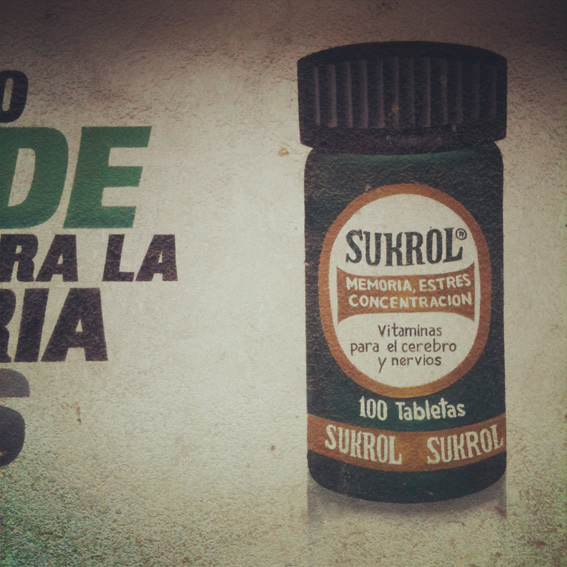 O
DE
RA LA
RIA
S
SUKROL®
MEMORIA, ESTRES
CONCENTRACION
Vitaminas
para el cerebro
y nervios
100 Tabletas
SUKROL SUKROL